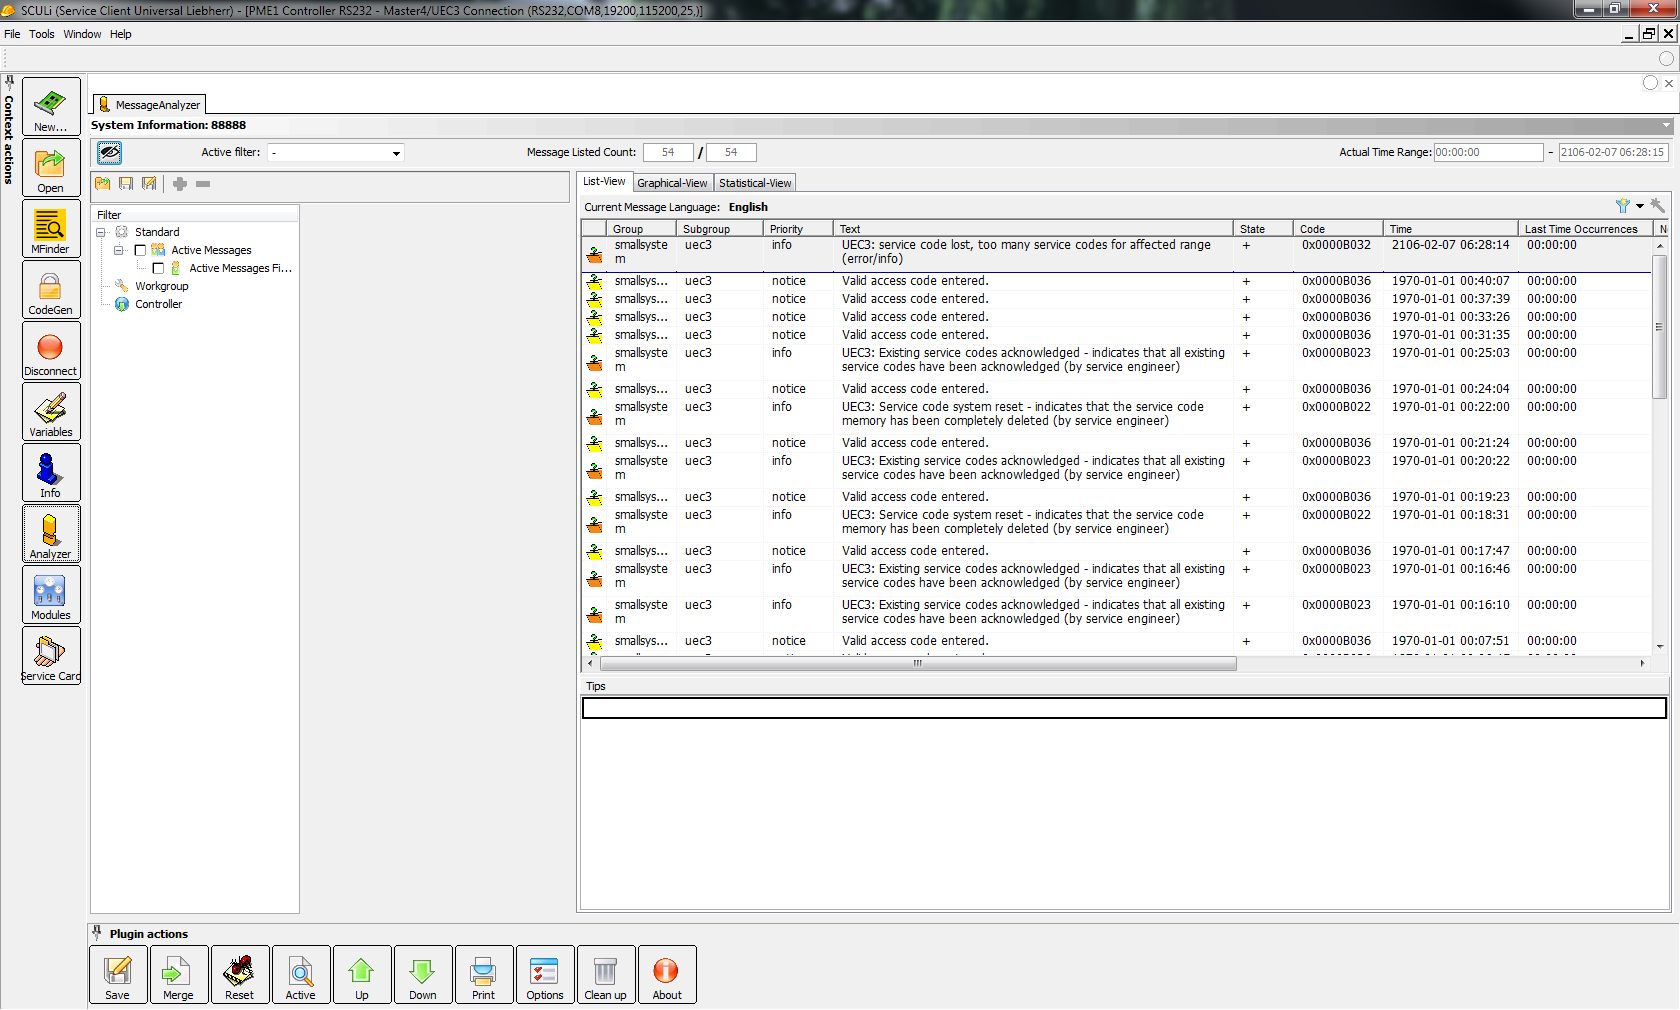 SCULi (Service Client Universal Liebherr) - [PME1 Controller RS232 - Master4/UEC3 Connection (RS232,COM8,19200,115200,25,)]
File Tools Window Help
Context actions
New...
Open
MFinder
CodeGen
Disconnect
Variables
Info
Analyzer
Modules
Service Card
MessageAnalyzer
System Information: 88888
Active filter: - Message Listed Count: 54 / 54 Actual Time Range: 00:00:00 - 2106-02-07 06:28:15
Filter
Standard
Active Messages
Active Messages Fi...
Workgroup
Controller
List-View Graphical-View Statistical-View
Current Message Language: English
Group Subgroup Priority Text State Code Time Last Time Occurrences
smallsyste uec3 info UEC3: service code lost, too many service codes for affected range + 0x0000B032 2106-02-07 06:28:14 00:00:00
m (error/info)
smallsys... uec3 notice Valid access code entered. + 0x0000B036 1970-01-01 00:40:07 00:00:00
smallsys... uec3 notice Valid access code entered. + 0x0000B036 1970-01-01 00:37:39 00:00:00
smallsys... uec3 notice Valid access code entered. + 0x0000B036 1970-01-01 00:33:26 00:00:00
smallsys... uec3 notice Valid access code entered. + 0x0000B036 1970-01-01 00:31:35 00:00:00
smallsyste uec3 info UEC3: Existing service codes acknowledged - indicates that all existing + 0x0000B023 1970-01-01 00:25:03 00:00:00
m service codes have been acknowledged (by service engineer)
smallsys... uec3 notice Valid access code entered. + 0x0000B036 1970-01-01 00:24:04 00:00:00
smallsyste uec3 info UEC3: Service code system reset - indicates that the service code + 0x0000B022 1970-01-01 00:22:00 00:00:00
m memory has been completely deleted (by service engineer)
smallsys... uec3 notice Valid access code entered. + 0x0000B036 1970-01-01 00:21:24 00:00:00
smallsyste uec3 info UEC3: Existing service codes acknowledged - indicates that all existing + 0x0000B023 1970-01-01 00:20:22 00:00:00
m service codes have been acknowledged (by service engineer)
smallsys... uec3 notice Valid access code entered. + 0x0000B036 1970-01-01 00:19:23 00:00:00
smallsyste uec3 info UEC3: Service code system reset - indicates that the service code + 0x0000B022 1970-01-01 00:18:31 00:00:00
m memory has been completely deleted (by service engineer)
smallsys... uec3 notice Valid access code entered. + 0x0000B036 1970-01-01 00:17:47 00:00:00
smallsyste uec3 info UEC3: Existing service codes acknowledged - indicates that all existing + 0x0000B023 1970-01-01 00:16:46 00:00:00
m service codes have been acknowledged (by service engineer)
smallsyste uec3 info UEC3: Existing service codes acknowledged - indicates that all existing + 0x0000B023 1970-01-01 00:16:10 00:00:00
m service codes have been acknowledged (by service engineer)
smallsys... uec3 notice Valid access code entered. + 0x0000B036 1970-01-01 00:07:51 00:00:00
Tips
Plugin actions
Save Merge Reset Active Up Down Print Options Clean up About